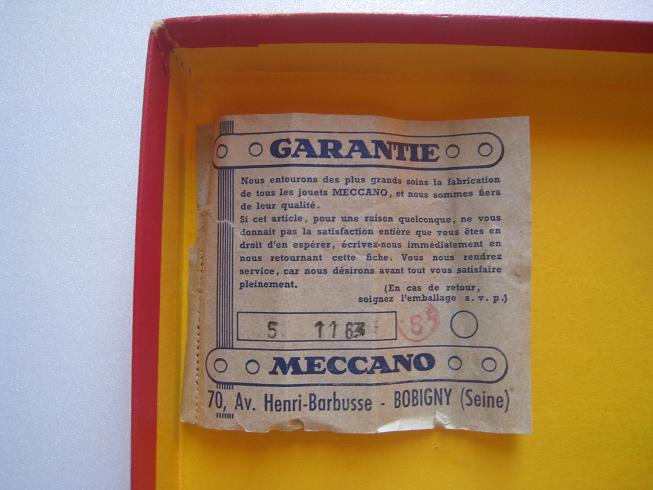 GARANTIE
Nous entourons des plus grands soins la fabrication
de tous les jouets MECCANO, et nous sommes fiers
de leur qualité.
Si cet article, pour une raison quelconque, ne vous
donnait pas la satisfaction entière que vous êtes en
droit d'en espérer, écrivez-nous immédiatement en
nous retournant cette fiche. Vous nous rendrez
service, car nous désirons avant tout vous satisfaire
pleinement.
(En cas de retour,
soignez l'emballage s.v.p.)
5 11
MECCANO
70, Av. Henri-Barbusse - BOBIGNY (Seine)